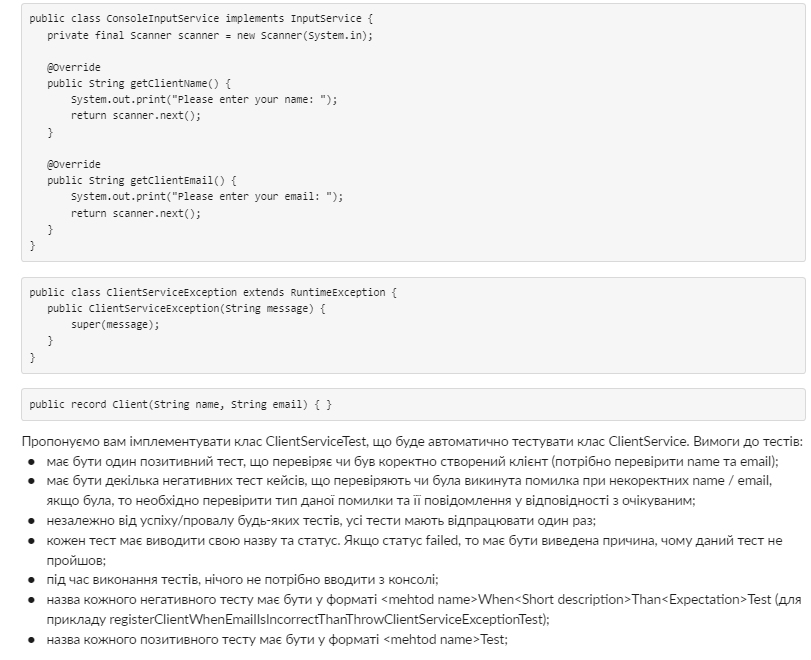 public class ConsoleInputService implements InputService {
private final Scanner scanner = new Scanner(System.in);
@Override
public String getClientName() {
System.out.print("Please enter your name: ");
return scanner.next();
}
@Override
public String getClientEmail() {
System.out.print("Please enter your email: ");
return scanner.next();
}
}
public class ClientServiceException extends RuntimeException {
public ClientServiceException(String message) {
super(message);
}
}
public record Client(String name, String email) { }
Пропонуємо вам імплементувати клас ClientServiceTest, що буде автоматично тестувати клас ClientService. Вимоги до тестів:
● має бути один позитивний тест, що перевіряє чи був коректно створений клієнт (потрібно перевірити name та email);
● має бути декілька негативних тест кейсів, що перевіряють чи була викинута помилка при некоректних name / email,
якщо була, то необхідно перевірити тип даної помилки та її повідомлення у відповідності з очікуваним;
● незалежно від успіху/провалу будь-яких тестів, усі тести мають відпрацювати один раз;
● кожен тест має виводити свою назву та статус. Якщо статус failed, то має бути виведена причина, чому даний тест не
пройшов;
● під час виконання тестів, нічого не потрібно вводити з консолі;
● назва кожного негативного тесту має бути у форматі <mehtod name>When<Short description>Than<Expectation>Test (для
прикладу registerClientWhenEmailIsIncorrectThanThrowClientServiceExceptionTest);
● назва кожного позитивного тесту має бути у форматі <mehtod name>Test;